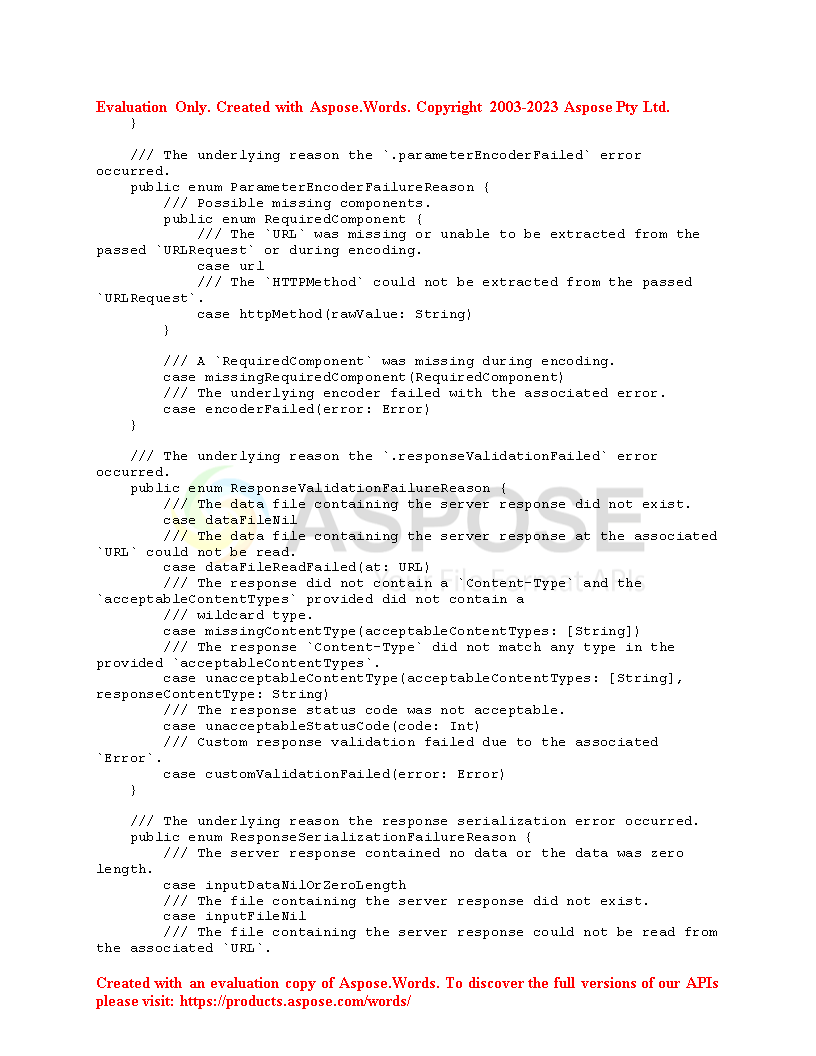 Evaluation Only. Created with Aspose.Words. Copyright 2003-2023 Aspose Pty Ltd.
    }

    /// The underlying reason the `.parameterEncoderFailed` error
occurred.
    public enum ParameterEncoderFailureReason {
        /// Possible missing components.
        public enum RequiredComponent {
            /// The `URL` was missing or unable to be extracted from the
passed `URLRequest` or during encoding.
            case url
            /// The `HTTPMethod` could not be extracted from the passed
`URLRequest`.
            case httpMethod(rawValue: String)
        }

        /// A `RequiredComponent` was missing during encoding.
        case missingRequiredComponent(RequiredComponent)
        /// The underlying encoder failed with the associated error.
        case encoderFailed(error: Error)
    }

    /// The underlying reason the `.responseValidationFailed` error
occurred.
    public enum ResponseValidationFailureReason {
        /// The data file containing the server response did not exist.
        case dataFileNil
        /// The data file containing the server response at the associated
`URL` could not be read.
        case dataFileReadFailed(at: URL)
        /// The response did not contain a `Content-Type` and the
`acceptableContentTypes` provided did not contain a
        /// wildcard type.
        case missingContentType(acceptableContentTypes: [String])
        /// The response `Content-Type` did not match any type in the
provided `acceptableContentTypes`.
        case unacceptableContentType(acceptableContentTypes: [String],
responseContentType: String)
        /// The response status code was not acceptable.
        case unacceptableStatusCode(code: Int)
        /// Custom response validation failed due to the associated
`Error`.
        case customValidationFailed(error: Error)
    }

    /// The underlying reason the response serialization error occurred.
    public enum ResponseSerializationFailureReason {
        /// The server response contained no data or the data was zero
length.
        case inputDataNilOrZeroLength
        /// The file containing the server response did not exist.
        case inputFileNil
        /// The file containing the server response could not be read from
the associated `URL`.
ASPOSE
File Format APIs
Created with an evaluation copy of Aspose.Words. To discover the full versions of our APIs
please visit: https://products.aspose.com/words/